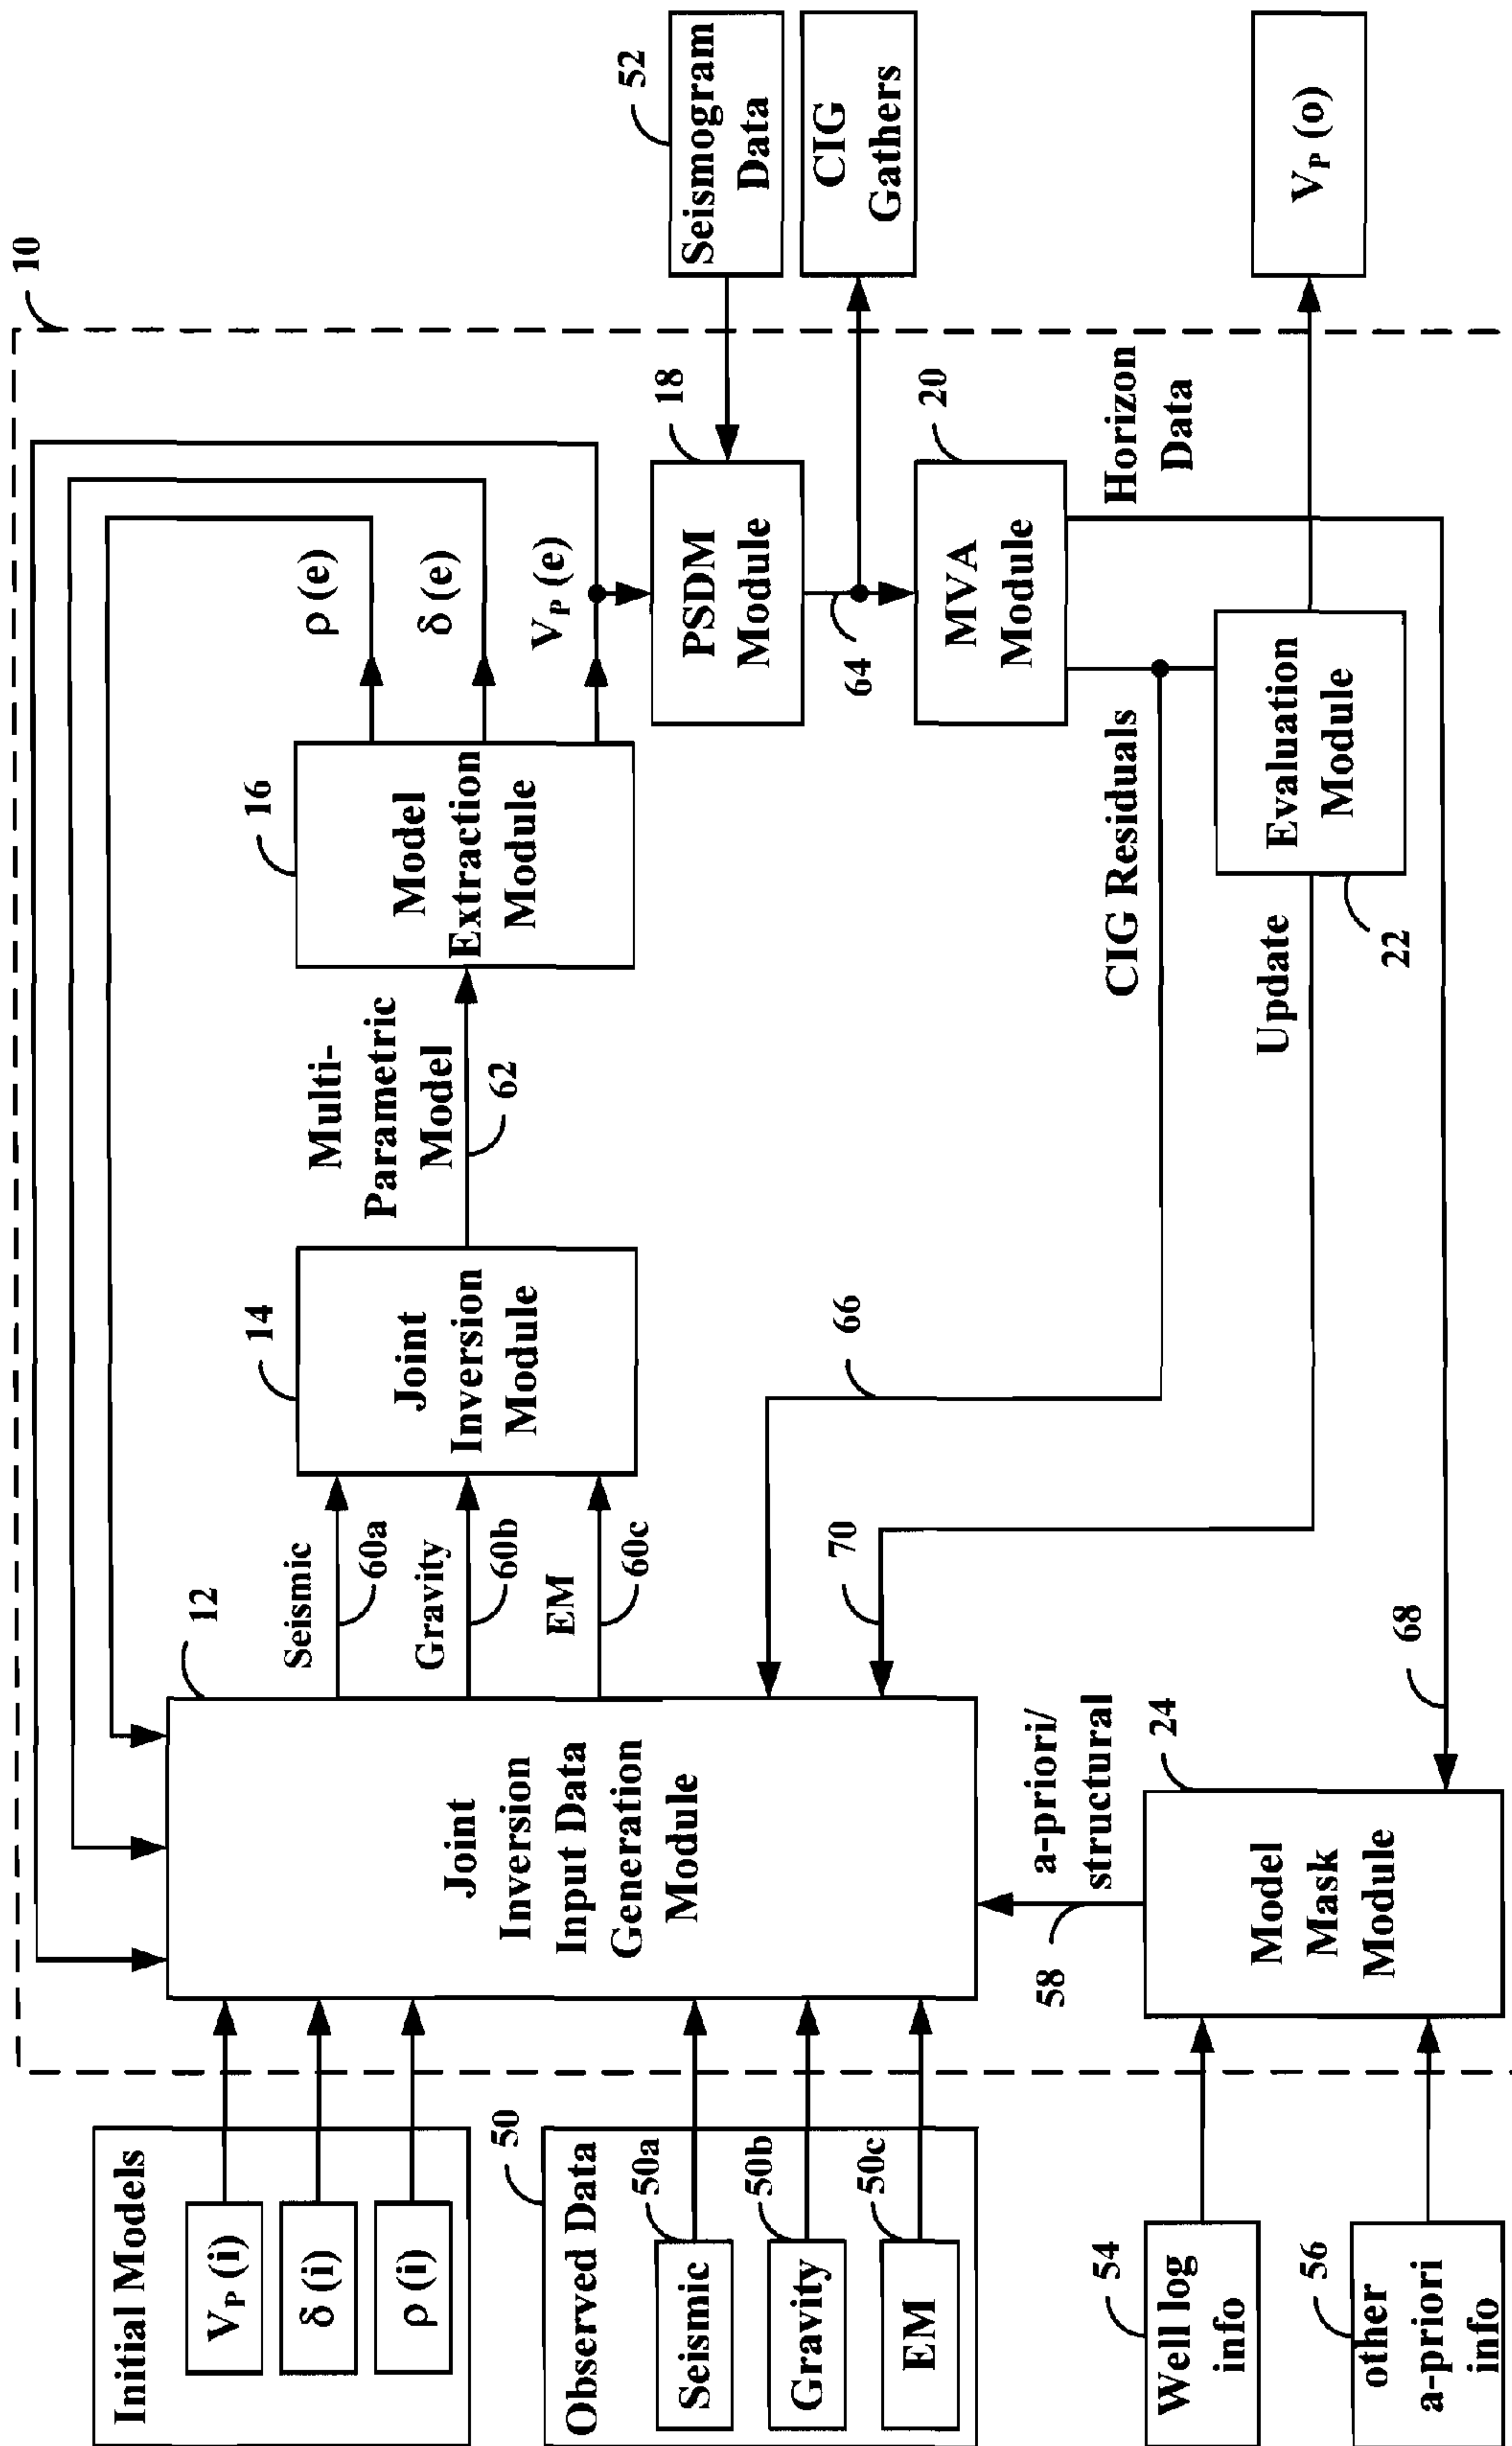 10
Initial Models
V_P (i)
δ (i)
ρ (i)
50
Observed Data
50a
Seismic
50b
Gravity
50c
EM
54
Well log
info
56
other
a-priori
info
12
Joint
Inversion
Input Data
Generation
Module
58
a-priori/
structural
24
Model
Mask
Module
68
Seismic
60a
Gravity
60b
EM
60c
70
66
14
Joint
Inversion
Module
Multi-
Parametric
Model
62
16
Model
Extraction
Module
ρ (e)
δ (e)
V_P (e)
18
PSDM
Module
64
20
MVA
Module
CIG Residuals
Horizon
Data
Update
22
Evaluation
Module
52
Seismogram
Data
CIG
Gathers
V_P (o)